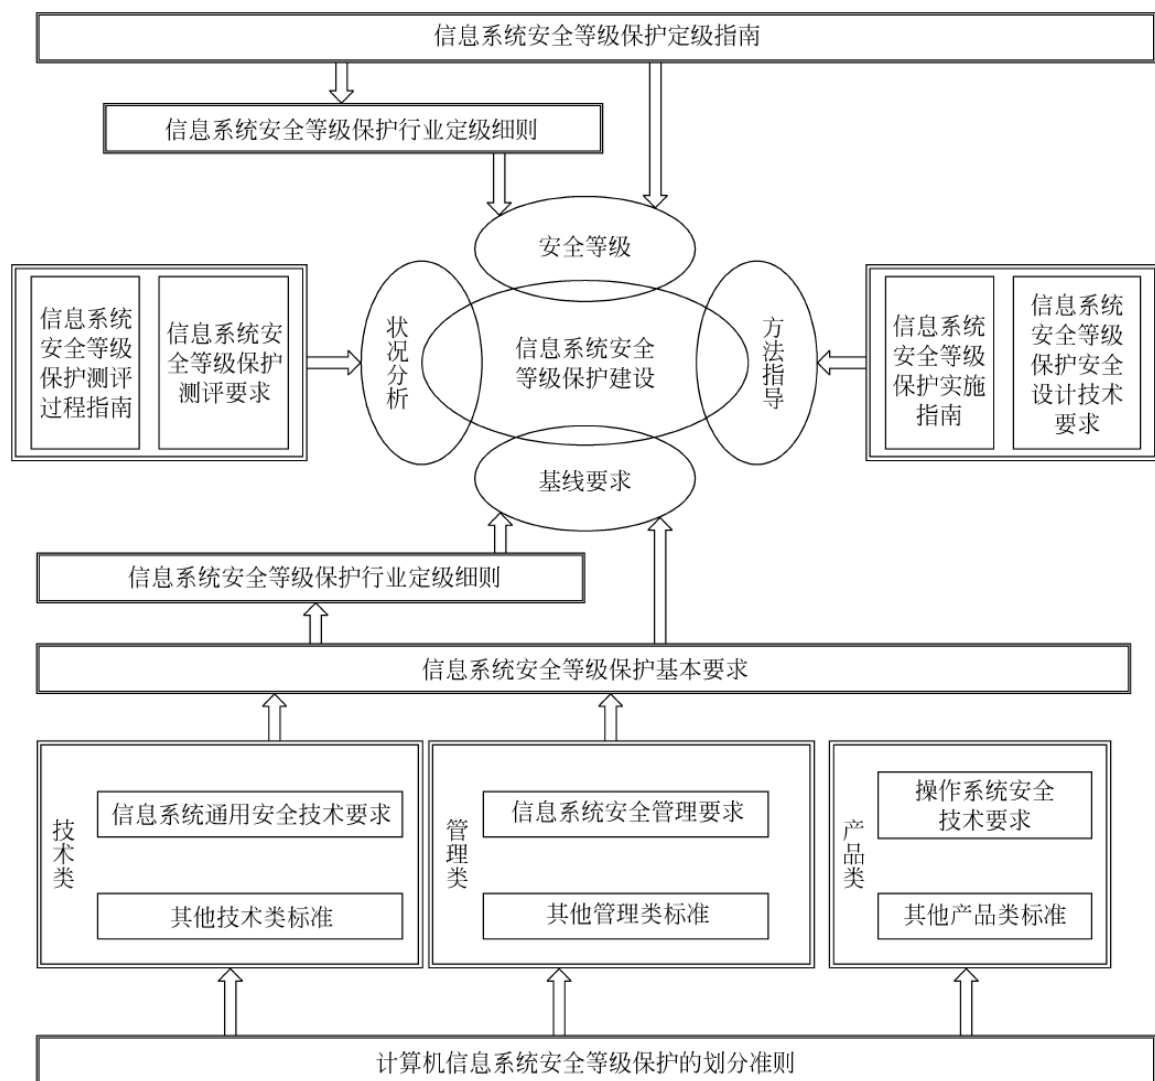 信息系统安全等级保护定级指南
信息系统安全等级保护行业定级细则
安全等级
信息系统
安全等级
保护测评
过程指南
信息系统安
全等级保护
测评要求
状况分析
信息系统安全
等级保护建设
方法指导
信息系统
安全等级
保护实施
指南
信息系统
安全等级
保护安全
设计技术
要求
基线要求
信息系统安全等级保护行业定级细则
信息系统安全等级保护基本要求
技术类
信息系统通用安全技术要求
其他技术类标准
管理类
信息系统安全管理要求
其他管理类标准
产品类
操作系统安全
技术要求
其他产品类标准
计算机信息系统安全等级保护的划分准则